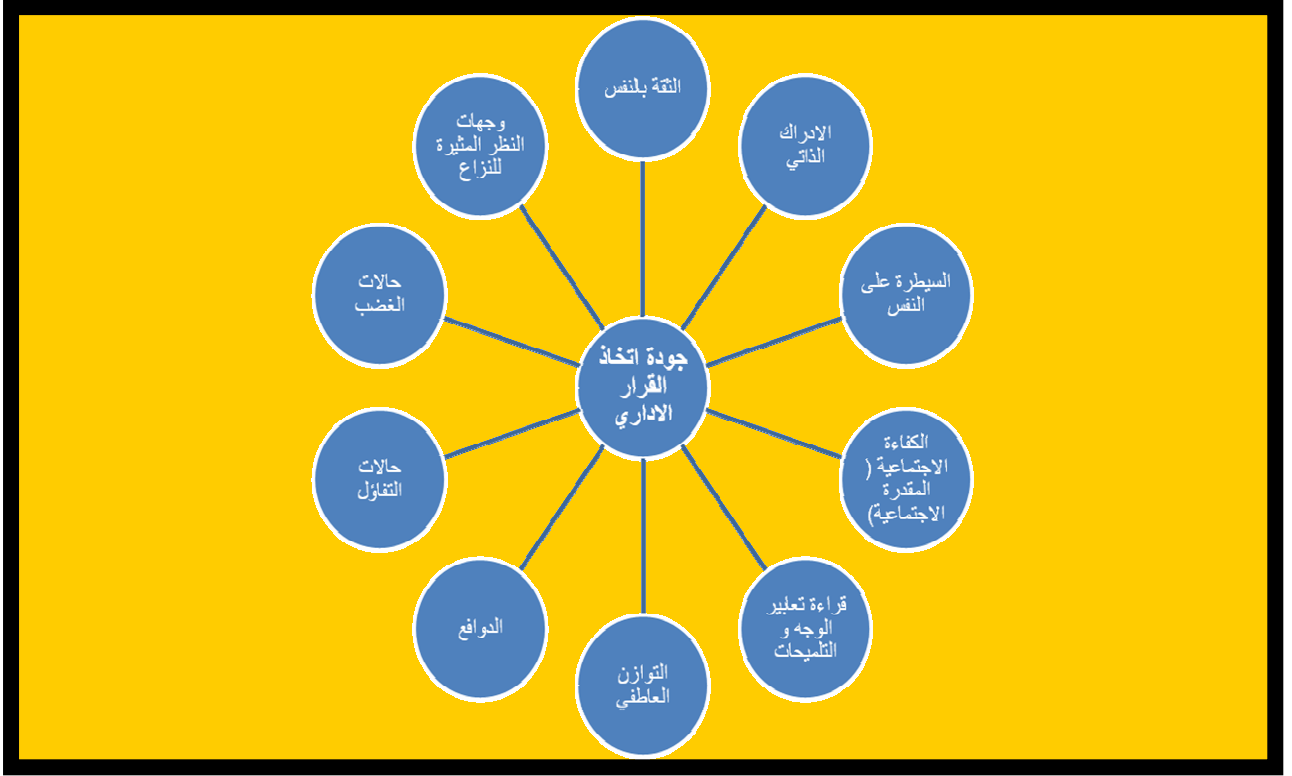 الثقة بالنفس
الادراك
الذاتي
السيطرة على
النفس
الكفاءة
الاجتماعية (
المقدرة
الاجتماعية)
قراءة تعابير
الوجه و
التلميحات
التوازن
العاطفي
الدوافع
حالات
التفاؤل
حالات
الغضب
وجهات
النظر المثيرة
للنزاع
جودة اتخاذ
القرار
الاداري